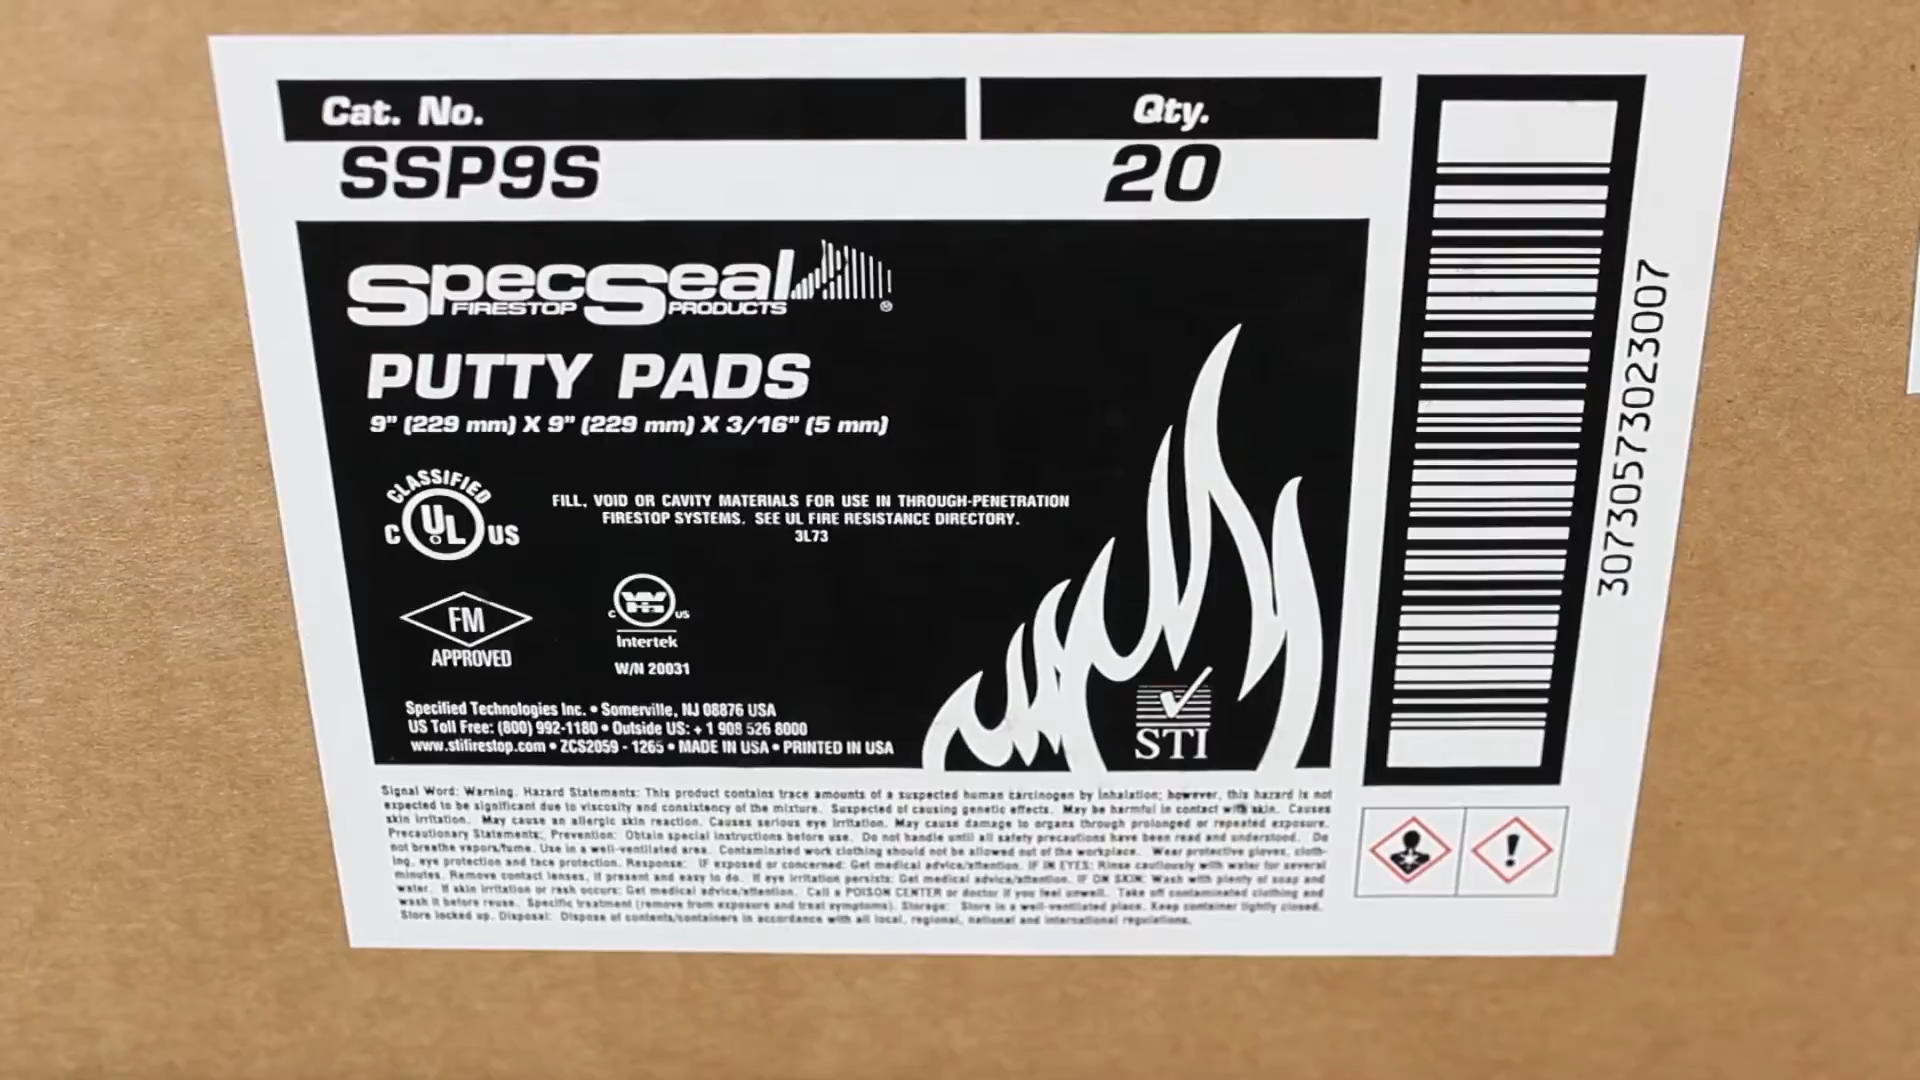 Cat. No.
Qty.
SSP9S
20
SpecSeal
FIRESTOP PRODUCTS
®
PUTTY PADS
9" (229 mm) X 9" (229 mm) X 3/16" (5 mm)
CLASSIFIED
C UL US
FILL, VOID OR CAVITY MATERIALS FOR USE IN THROUGH-PENETRATION
FIRESTOP SYSTEMS. SEE UL FIRE RESISTANCE DIRECTORY.
3L73
FM
APPROVED
C WH US
Intertek
W/N 20031
Specified Technologies Inc. • Somerville, NJ 08876 USA
US Toll Free: (800) 992-1180 • Outside US: + 1 908 526 8000
www.stifirestop.com • ZCS2059 - 1265 • MADE IN USA • PRINTED IN USA
STI
30730573023007
Signal Word: Warning. Hazard Statements: This product contains trace amounts of a suspected human carcinogen by inhalation; however, this hazard is not
expected to be significant due to viscosity and consistency of the mixture. Suspected of causing genetic effects. May be harmful in contact with skin. Causes
skin irritation. May cause an allergic skin reaction. Causes serious eye irritation. May cause damage to organs through prolonged or repeated exposure.
Precautionary Statements: Prevention: Obtain special instructions before use. Do not handle until all safety precautions have been read and understood. Do
not breathe vapors/fume. Use in a well-ventilated area. Contaminated work clothing should not be allowed out of the workplace. Wear protective gloves, cloth-
ing, eye protection and face protection. Response: IF exposed or concerned: Get medical advice/attention. IF IN EYES: Rinse cautiously with water for several
minutes. Remove contact lenses, if present and easy to do. If eye irritation persists: Get medical advice/attention. IF ON SKIN: Wash with plenty of soap and
water. If skin irritation or rash occurs: Get medical advice/attention. Call a POISON CENTER or doctor if you feel unwell. Take off contaminated clothing and
wash it before reuse. Specific treatment (remove from exposure and treat symptoms). Storage: Store in a well-ventilated place. Keep container tightly closed.
Store locked up. Disposal: Dispose of contents/containers in accordance with all local, regional, national and international regulations.